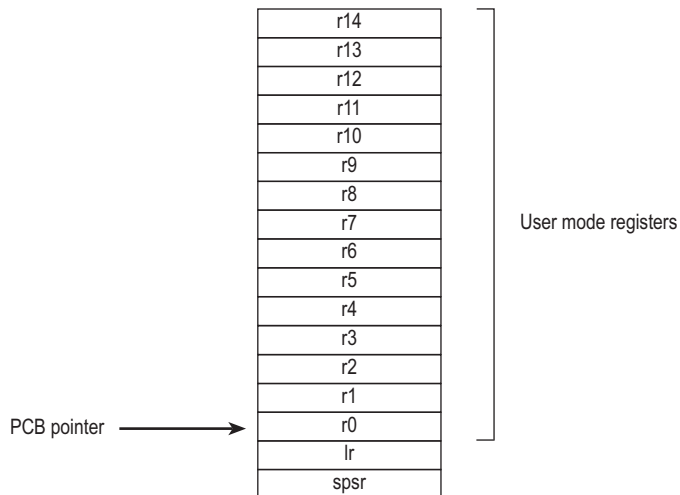 r14
r13
r12
r11
r10
r9
r8
r7
User mode registers
r6
r5
r4
r3
r2
r1
PCB pointer
r0
lr
spsr